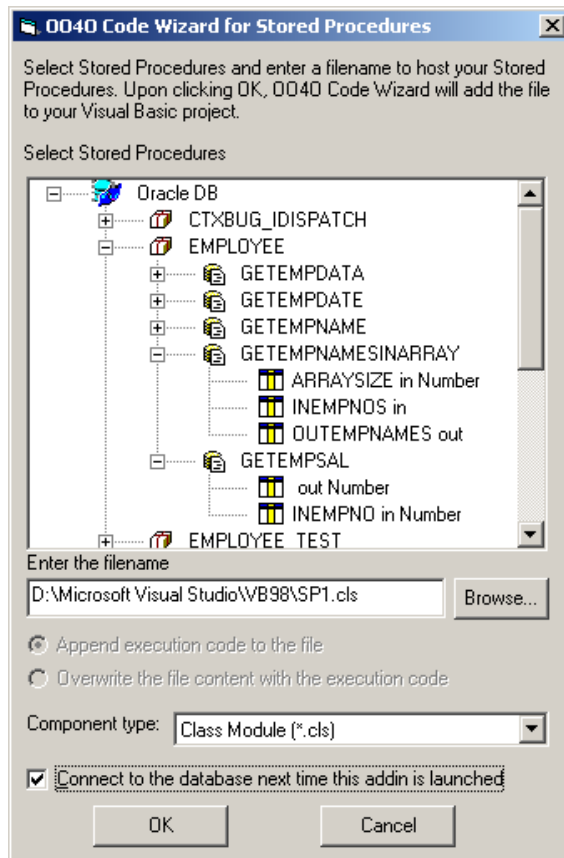 OO4O Code Wizard for Stored Procedures
Select Stored Procedures and enter a filename to host your Stored
Procedures. Upon clicking OK, OO4O Code Wizard will add the file
to your Visual Basic project.
Select Stored Procedures
Oracle DB
CTXBUG_IDISPATCH
EMPLOYEE
GETEMPDATA
GETEMPDATE
GETEMPNAME
GETEMPNAMESINARRAY
ARRAYSIZE in Number
INEMPNOS in
OUTEMPNAMES out
GETEMPSAL
out Number
INEMPNO in Number
EMPLOYEE_TEST
Enter the filename
D:\Microsoft Visual Studio\VB98\SP1.cls
Browse...
Append execution code to the file
Overwrite the file content with the execution code
Component type:
Class Module (*.cls)
Connect to the database next time this addin is launched
OK
Cancel